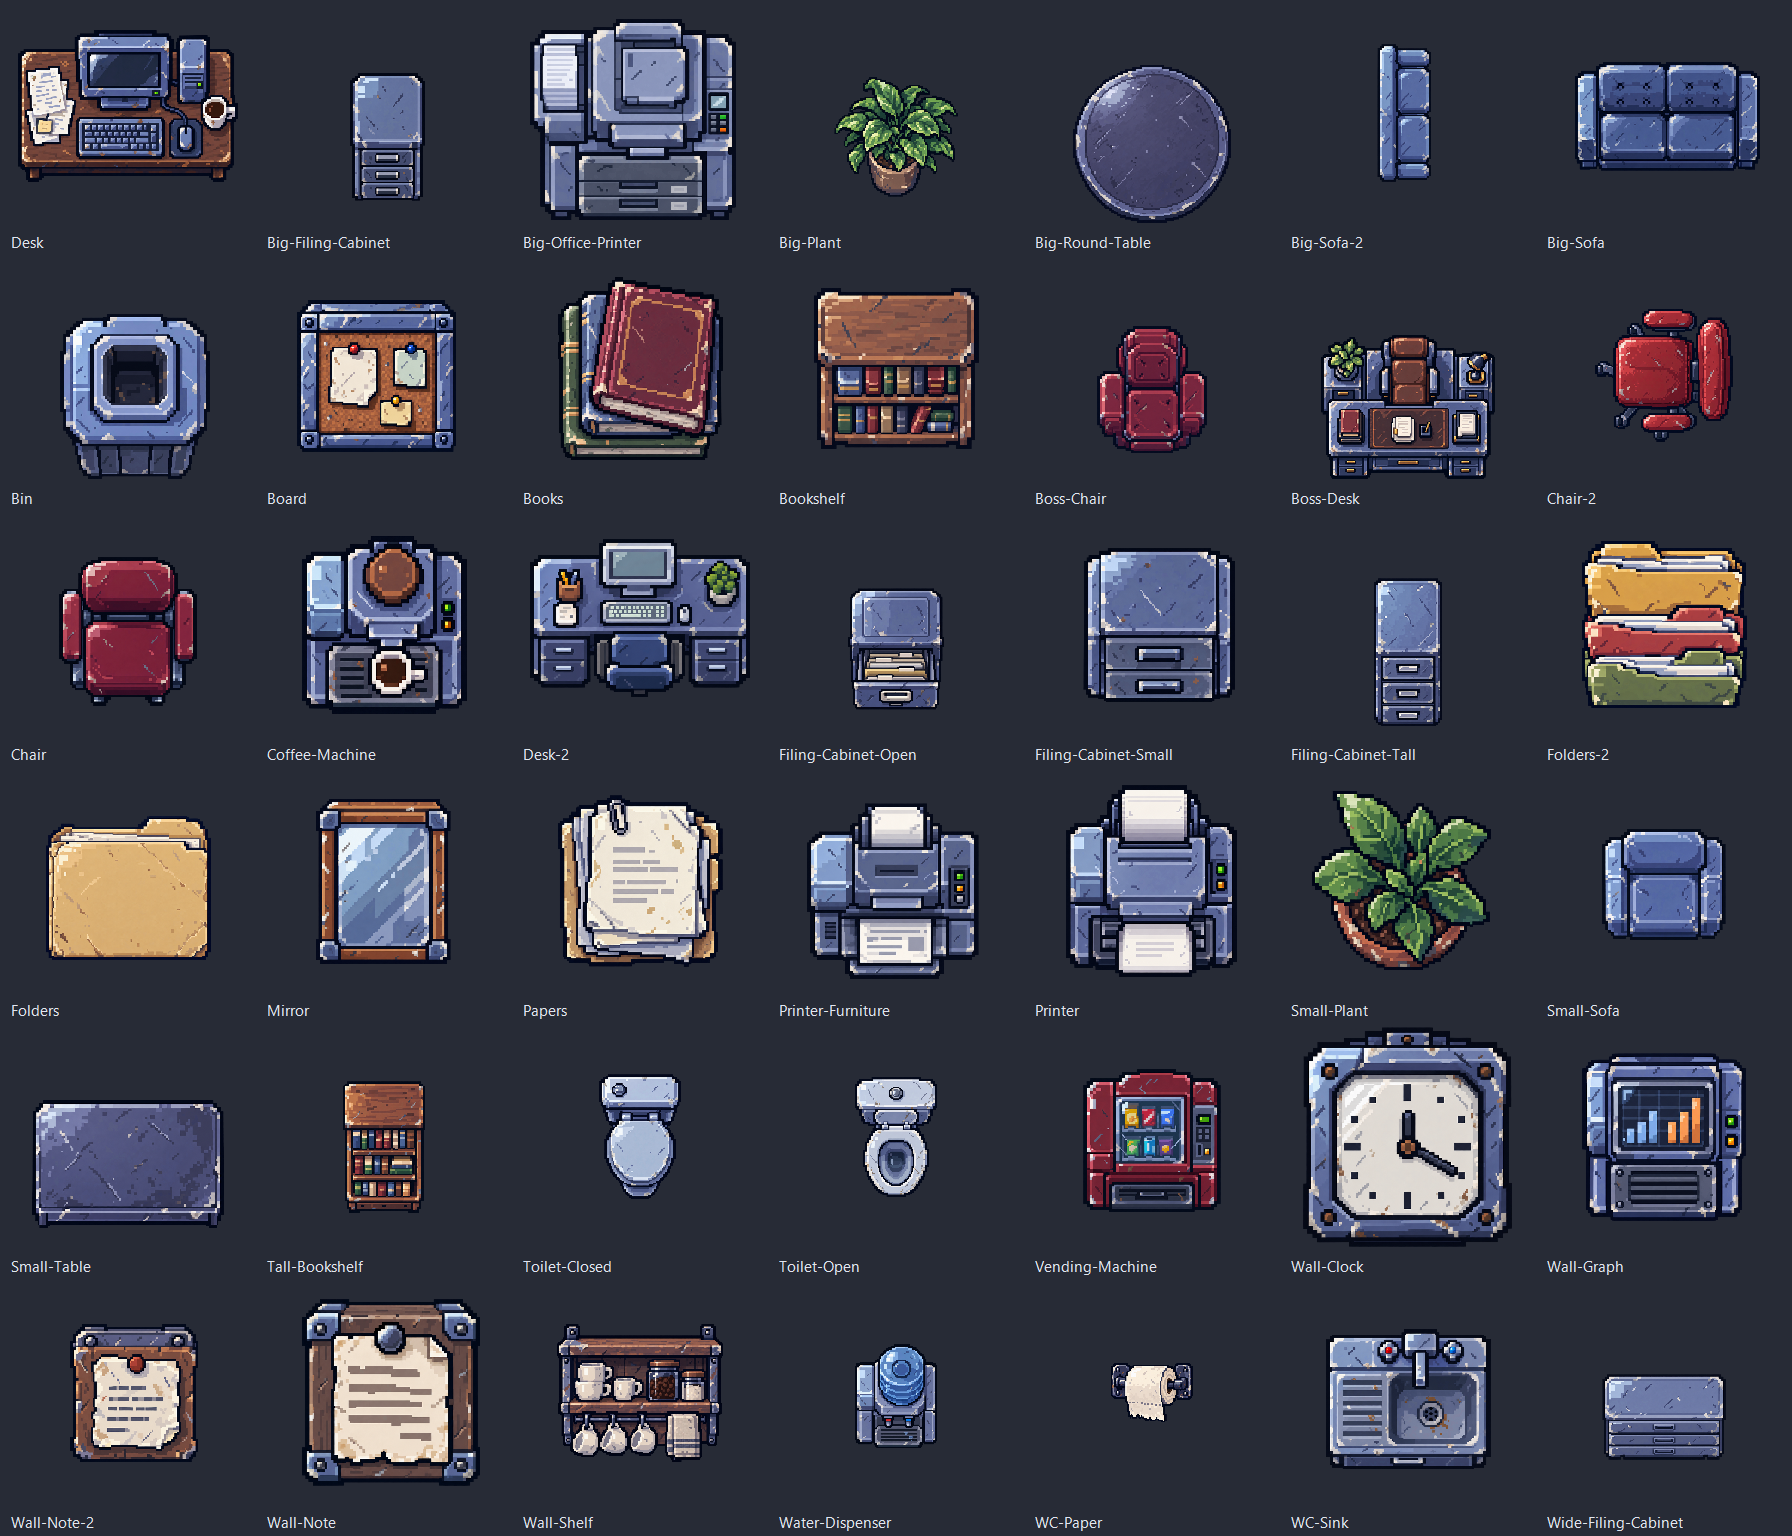 Desk
Big-Filing-Cabinet
Big-Office-Printer
Big-Plant
Big-Round-Table
Big-Sofa-2
Big-Sofa
Bin
Board
Books
Bookshelf
Boss-Chair
Boss-Desk
Chair-2
Chair
Coffee-Machine
Desk-2
Filing-Cabinet-Open
Filing-Cabinet-Small
Filing-Cabinet-Tall
Folders-2
Folders
Mirror
Papers
Printer-Furniture
Printer
Small-Plant
Small-Sofa
Small-Table
Tall-Bookshelf
Toilet-Closed
Toilet-Open
Vending-Machine
Wall-Clock
Wall-Graph
Wall-Note-2
Wall-Note
Wall-Shelf
Water-Dispenser
WC-Paper
WC-Sink
Wide-Filing-Cabinet